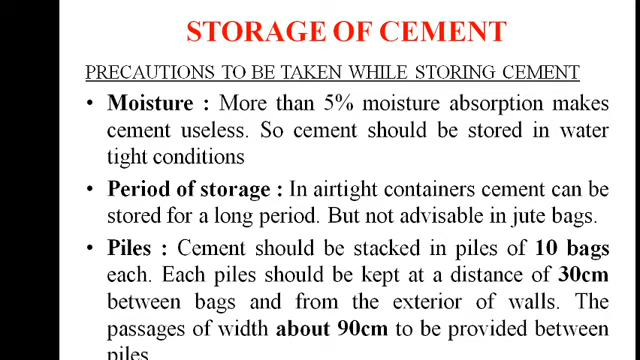 STORAGE OF CEMENT
PRECAUTIONS TO BE TAKEN WHILE STORING CEMENT
• Moisture : More than 5% moisture absorption makes
cement useless. So cement should be stored in water
tight conditions
• Period of storage : In airtight containers cement can be
stored for a long period. But not advisable in jute bags.
• Piles : Cement should be stacked in piles of 10 bags
each. Each piles should be kept at a distance of 30cm
between bags and from the exterior of walls. The
passages of width about 90cm to be provided between
piles